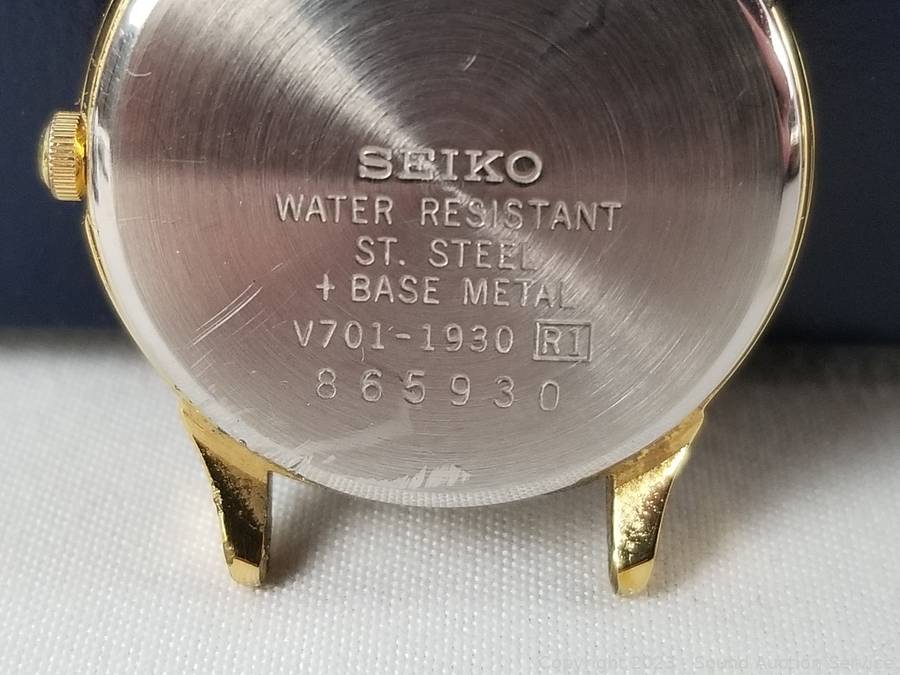 SEIKO
WATER RESISTANT
ST. STEEL
+ BASE METAL
V701-1930 R1
865930
Copyright 2023 - Sound Auction Service